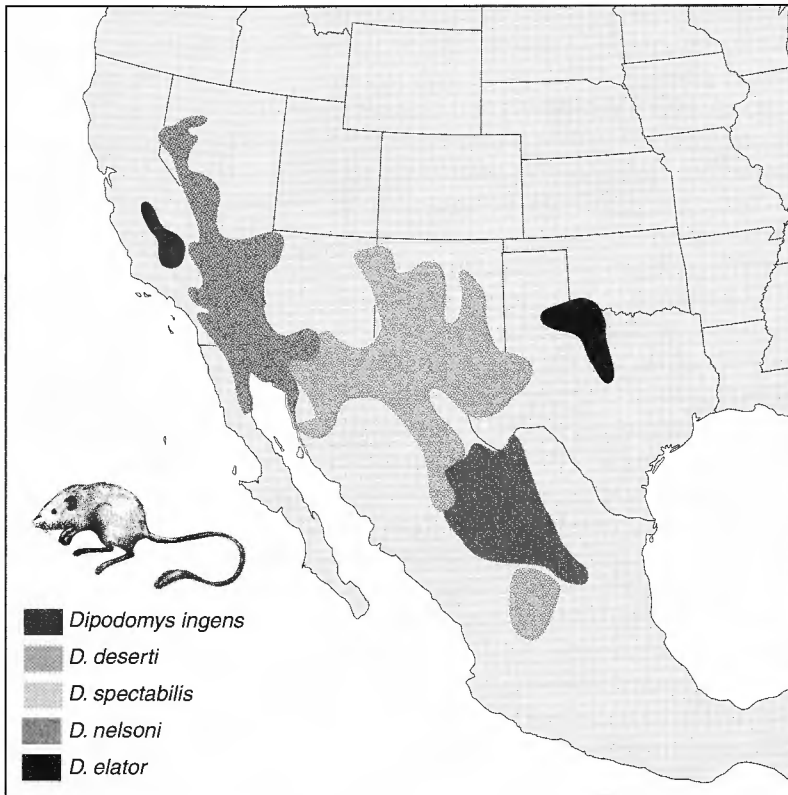 Dipodomys ingens
D. deserti
D. spectabilis
D. nelsoni
D. elator